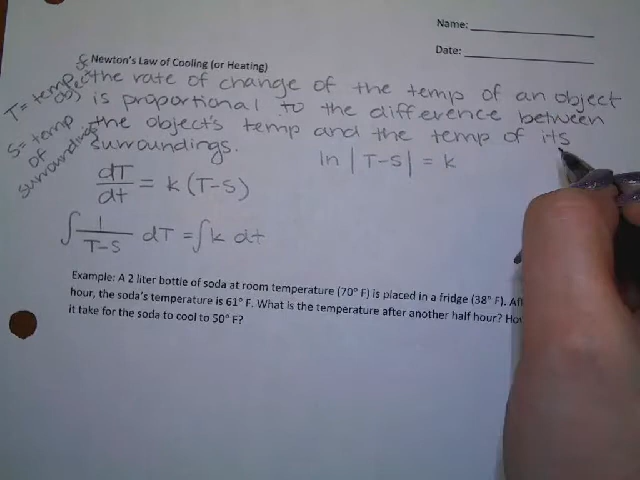 Name:
Date:
Newton's Law of Cooling (or Heating)
the rate of change of the temp of an object
is proportional to the difference between
the object's temp and the temp of its
surroundings.
T = temp of object
S = temp of surroundings
dT/dt = k (T-S)
∫ 1/(T-S) dT = ∫ k dt
ln |T-S| = k
Example: A 2 liter bottle of soda at room temperature (70° F) is placed in a fridge (38° F).
hour, the soda's temperature is 61° F. What is the temperature after another half hour?
it take for the soda to cool to 50° F?